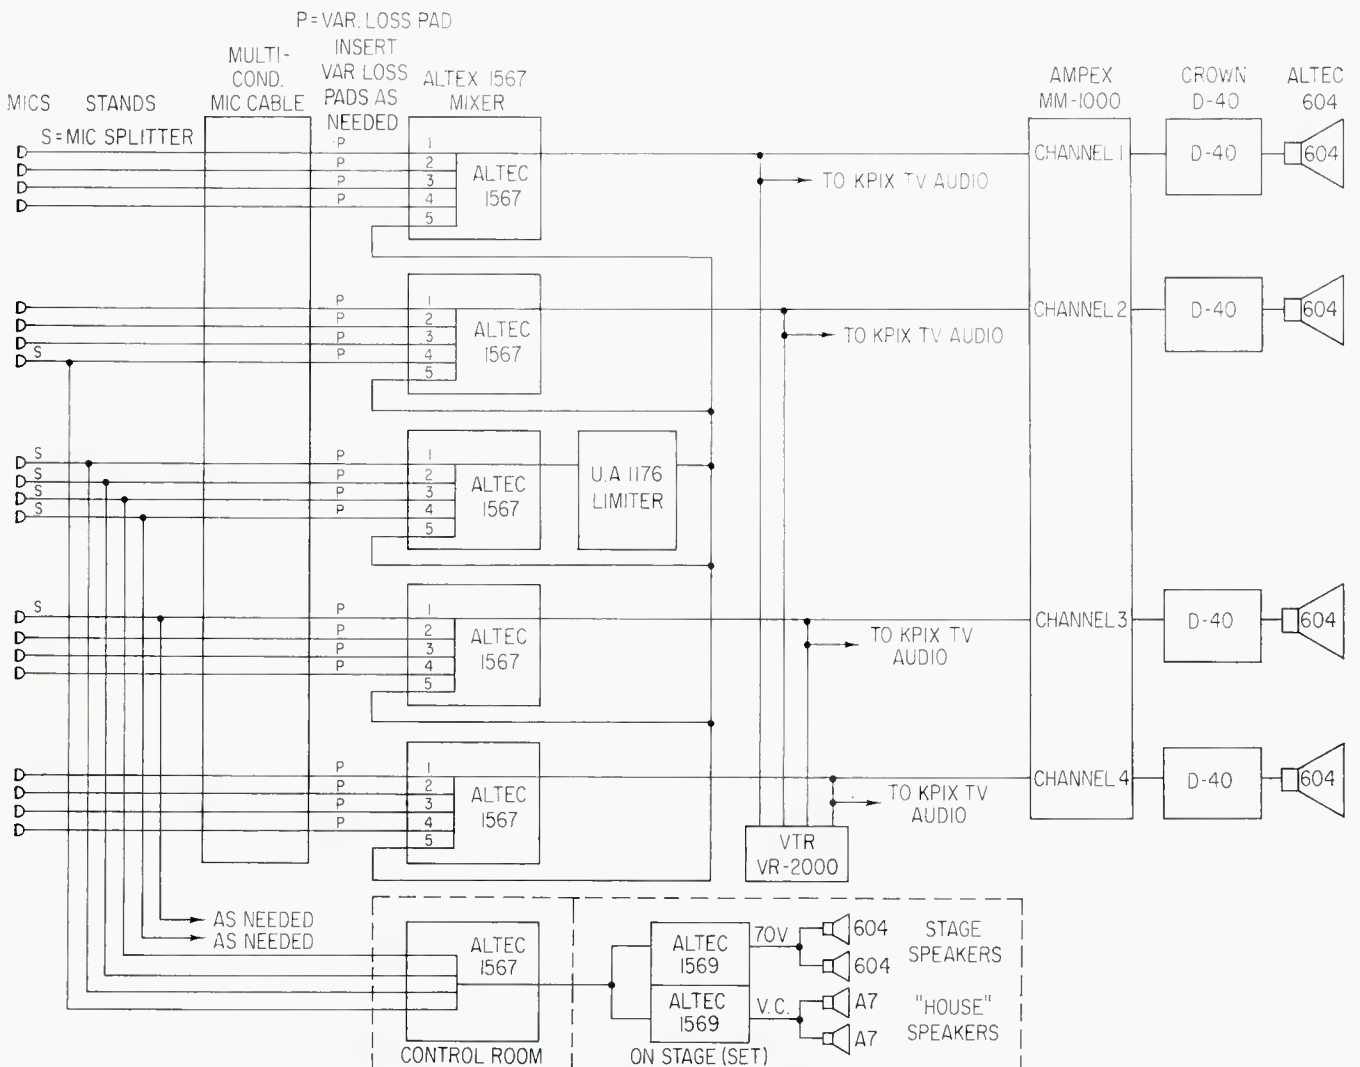 P = VAR. LOSS PAD
INSERT
VAR LOSS
PADS AS
NEEDED
MULTI-
COND.
MIC CABLE
ALTEX 1567
MIXER
AMPEX
MM-1000
CROWN
D-40
ALTEC
604
MICS
STANDS
S = MIC SPLITTER
P
P
P
P
1
2
3
4
5
ALTEC
1567
TO KPIX TV AUDIO
CHANNEL 1
D-40
604
P
P
P
P
1
2
3
4
5
S
ALTEC
1567
TO KPIX TV AUDIO
CHANNEL 2
D-40
604
S
S
S
S
P
P
P
P
1
2
3
4
5
ALTEC
1567
U.A 1176
LIMITER
S
P
P
P
P
1
2
3
4
5
ALTEC
1567
TO KPIX TV
AUDIO
CHANNEL 3
D-40
604
P
P
P
P
1
2
3
4
5
ALTEC
1567
TO KPIX TV
AUDIO
CHANNEL 4
D-40
604
VTR
VR-2000
AS NEEDED
AS NEEDED
ALTEC
1567
CONTROL ROOM
ALTEC
1569
ALTEC
1569
70V
V.C.
604
604
A7
A7
STAGE
SPEAKERS
"HOUSE"
SPEAKERS
ON STAGE (SET)